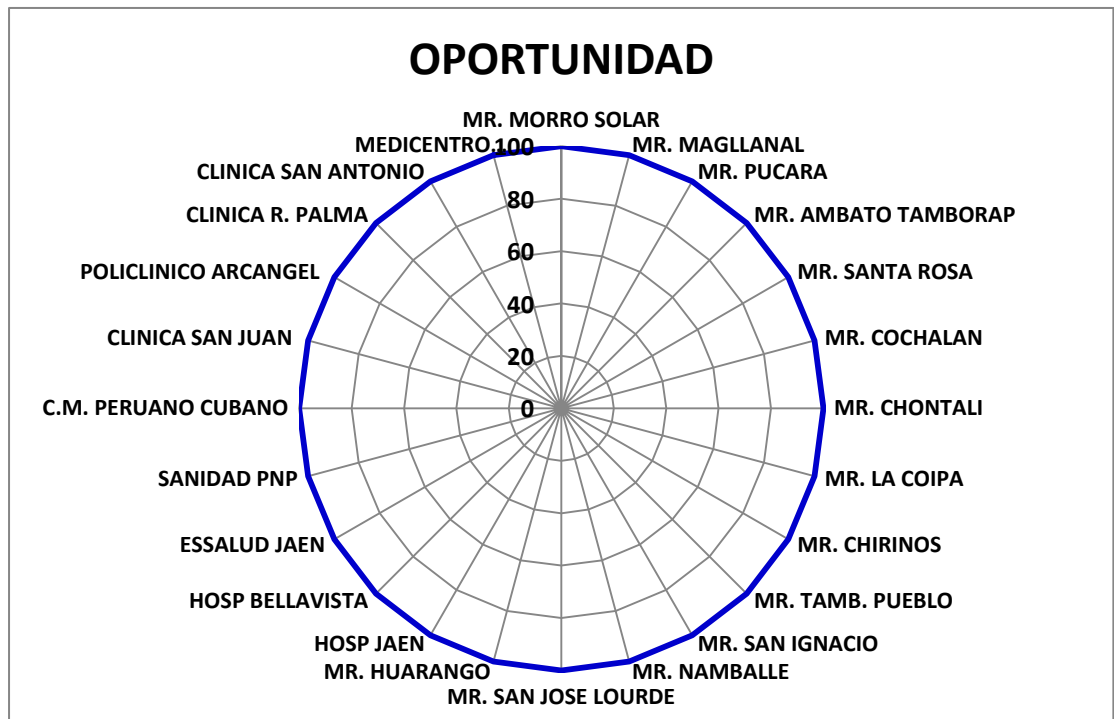 OPORTUNIDAD
MR. MORRO SOLAR
MR. MAGLLANAL
MR. PUCARA
MR. AMBATO TAMBORAP
MR. SANTA ROSA
MR. COCHALAN
MR. CHONTALI
MR. LA COIPA
MR. CHIRINOS
MR. TAMB. PUEBLO
MR. SAN IGNACIO
MR. NAMBALLE
MR. SAN JOSE LOURDE
MR. HUARANGO
HOSP JAEN
HOSP BELLAVISTA
ESSALUD JAEN
SANIDAD PNP
C.M. PERUANO CUBANO
CLINICA SAN JUAN
POLICLINICO ARCANGEL
CLINICA R. PALMA
CLINICA SAN ANTONIO
MEDICENTRO.
100
80
60
40
20
0